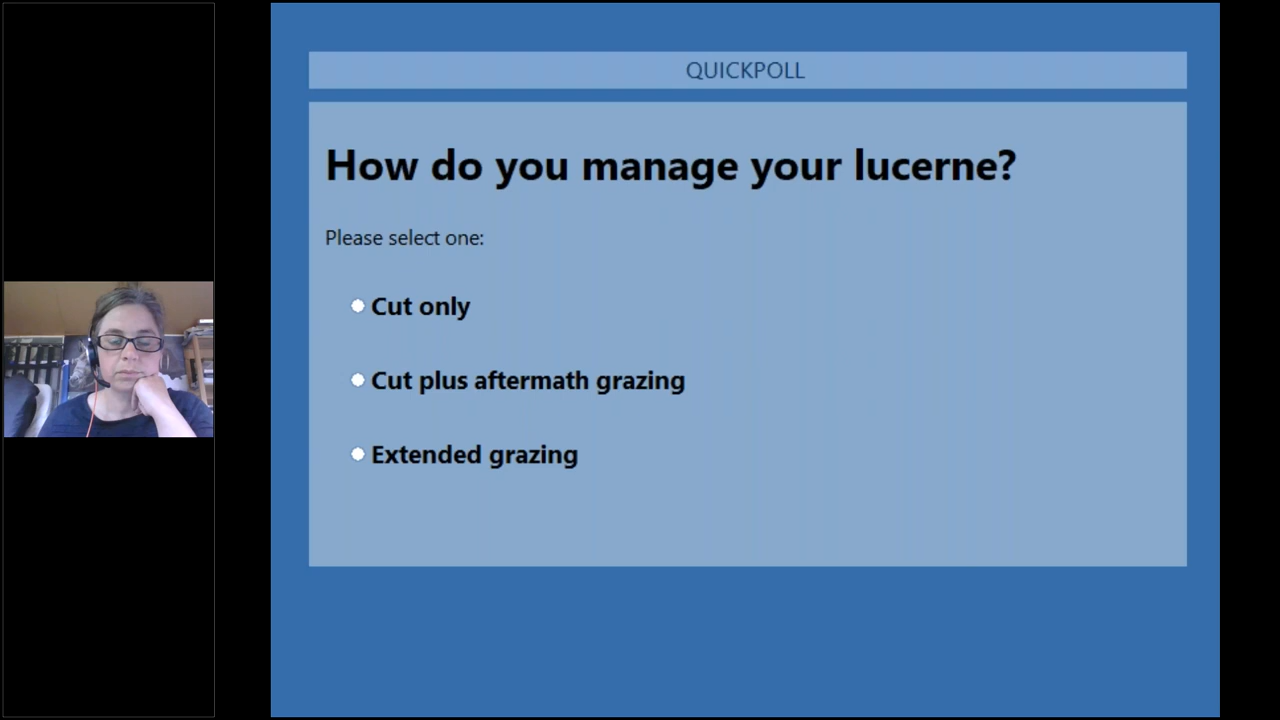 QUICKPOLL
How do you manage your lucerne?
Please select one:
Cut only
Cut plus aftermath grazing
Extended grazing